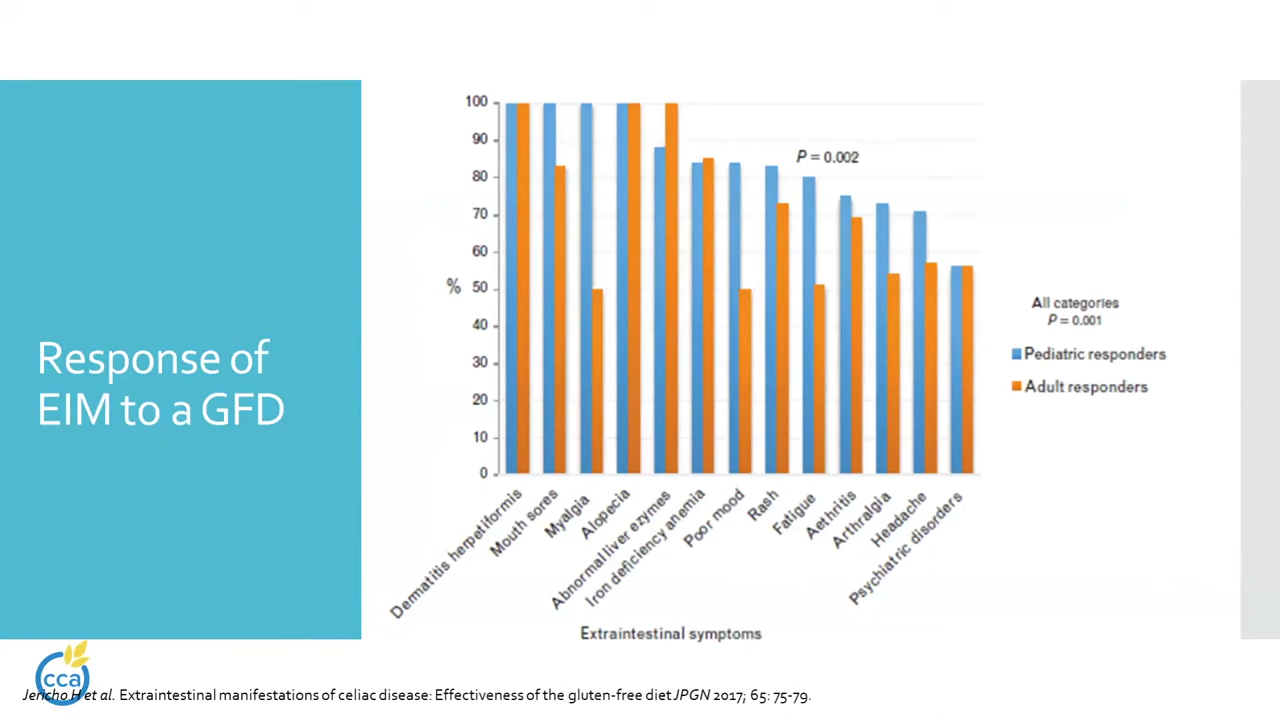 Response of
EIM to a GFD
100
90
80
70
60
50
40
30
20
10
0
%
P = 0.002
All categories
P = 0.001
Pediatric responders
Adult responders
Dermatitis herpetiformis
Mouth sores
Myalgia
Alopecia
Abnormal liver ezymes
Iron deficiency anemia
Poor mood
Rash
Fatigue
Aethritis
Arthralgia
Headache
Psychiatric disorders
Extraintestinal symptoms
cca
Jericho H et al. Extraintestinal manifestations of celiac disease: Effectiveness of the gluten-free diet JPGN 2017; 65: 75-79.